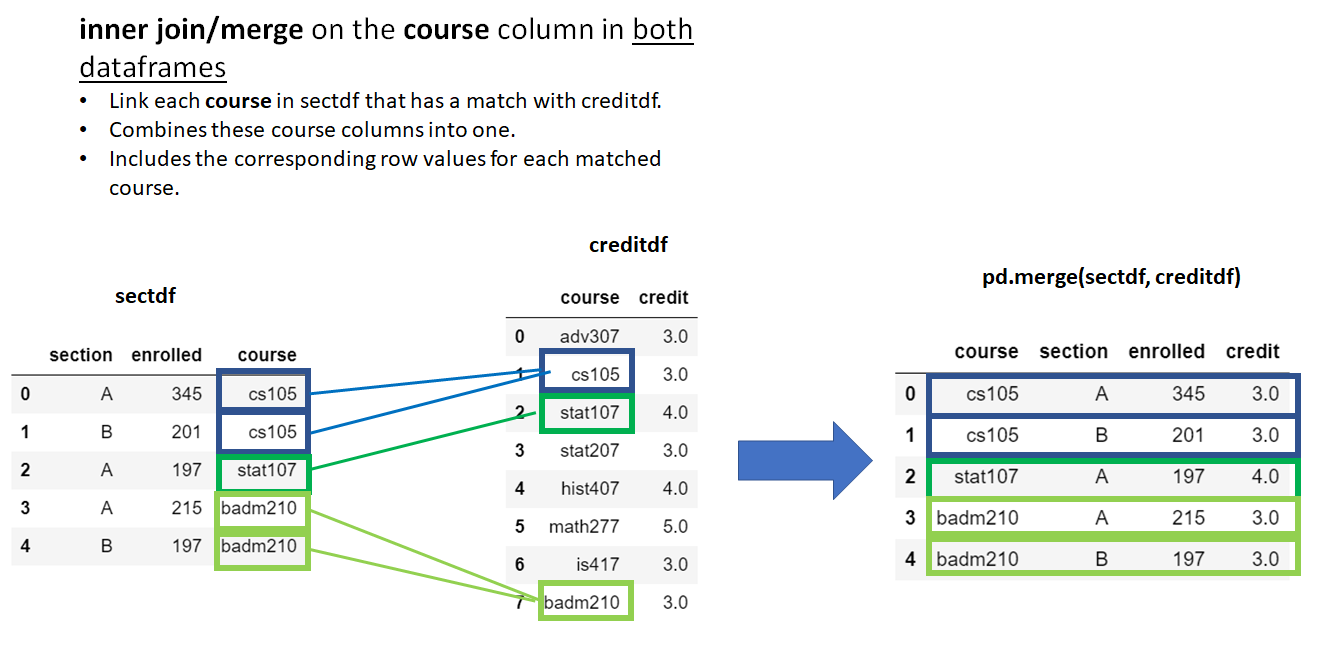 inner join/merge on the course column in both
dataframes
• Link each course in sectdf that has a match with creditdf.
• Combines these course columns into one.
• Includes the corresponding row values for each matched
course.
sectdf
section enrolled course
0 A 345 cs105
1 B 201 cs105
2 A 197 stat107
3 A 215 badm210
4 B 197 badm210
creditdf
course credit
0 adv307 3.0
1 cs105 3.0
2 stat107 4.0
3 stat207 3.0
4 hist407 4.0
5 math277 5.0
6 is417 3.0
7 badm210 3.0
pd.merge(sectdf, creditdf)
course section enrolled credit
0 cs105 A 345 3.0
1 cs105 B 201 3.0
2 stat107 A 197 4.0
3 badm210 A 215 3.0
4 badm210 B 197 3.0